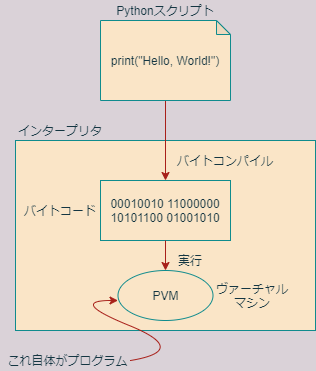 Pythonスクリプト
print("Hello, World!")
インタープリタ
バイトコンパイル
バイトコード
00010010 11000000
10101100 01001010
実行
PVM
ヴァーチャル
マシン
これ自体がプログラム